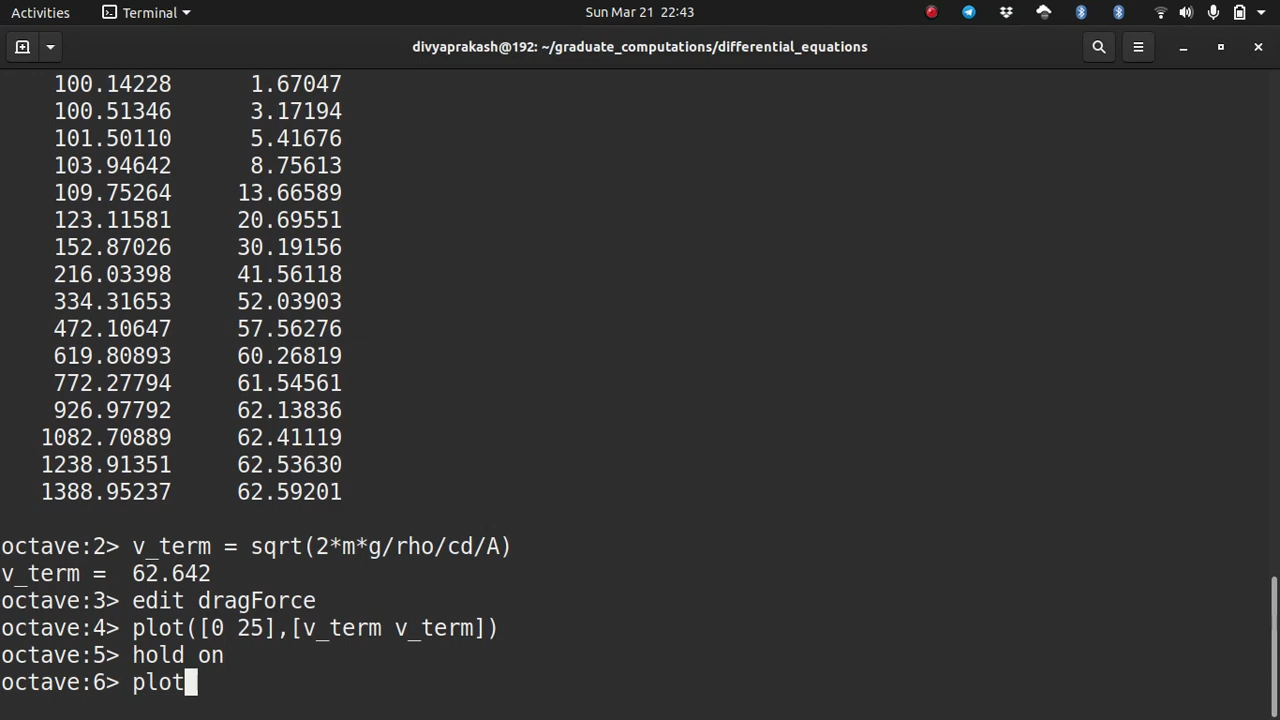 Activities Terminal Sun Mar 21 22:43
divyaprakash@192: ~/graduate_computations/differential_equations
100.14228 1.67047
100.51346 3.17194
101.50110 5.41676
103.94642 8.75613
109.75264 13.66589
123.11581 20.69551
152.87026 30.19156
216.03398 41.56118
334.31653 52.03903
472.10647 57.56276
619.80893 60.26819
772.27794 61.54561
926.97792 62.13836
1082.70889 62.41119
1238.91351 62.53630
1388.95237 62.59201
octave:2> v_term = sqrt(2*m*g/rho/cd/A)
v_term = 62.642
octave:3> edit dragForce
octave:4> plot([0 25],[v_term v_term])
octave:5> hold on
octave:6> plot